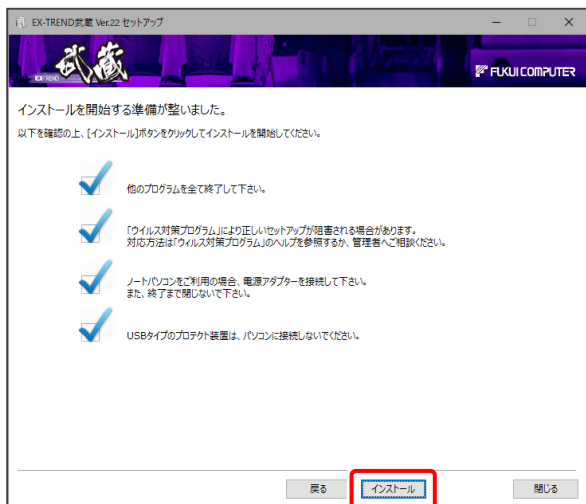 EX-TREND武蔵 Ver.22 セットアップ
EX-TREND 武蔵
FUKUI COMPUTER
インストールを開始する準備が整いました。
以下を確認の上、[インストール]ボタンをクリックしてインストールを開始してください。
他のプログラムを全て終了して下さい。
「ウイルス対策プログラム」により正しいセットアップが阻害される場合があります。
対応方法は「ウィルス対策プログラム」のヘルプを参照するか、管理者へご相談ください。
ノートパソコンをご利用の場合、電源アダプターを接続して下さい。
また、終了まで閉じないで下さい。
USBタイプのプロテクト装置は、パソコンに接続しないでください。
戻る インストール 閉じる